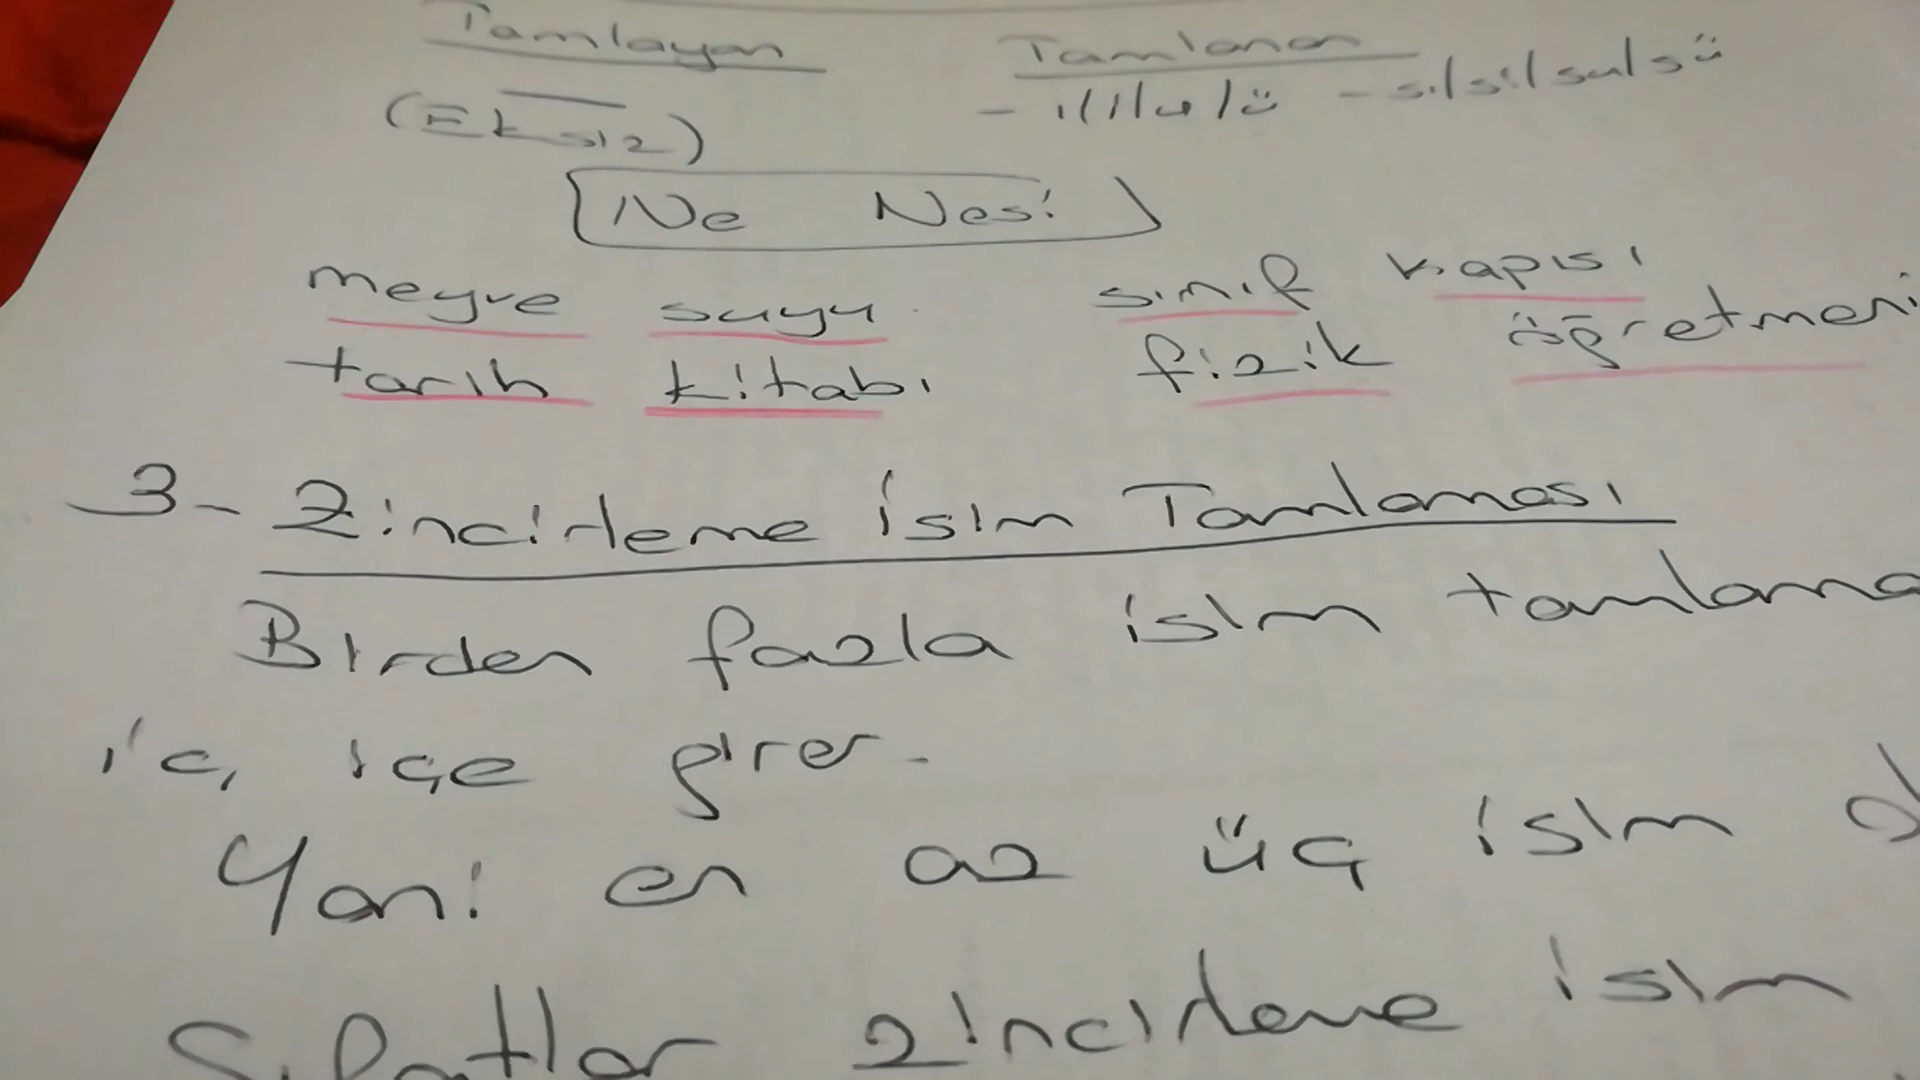 Tamlayan Tamlanan
(Eksiz) -ı/i/u/ü -sı/si/su/sü
Ne Nesi
meyve suyu sınıf kapısı
tarih kitabı fizik öğretmeni
3- Zincirleme İsim Tamlaması
Birden fazla isim tamlama
iç içe girer.
Yani en az üç isim
Sıfatlar zincirleme isim